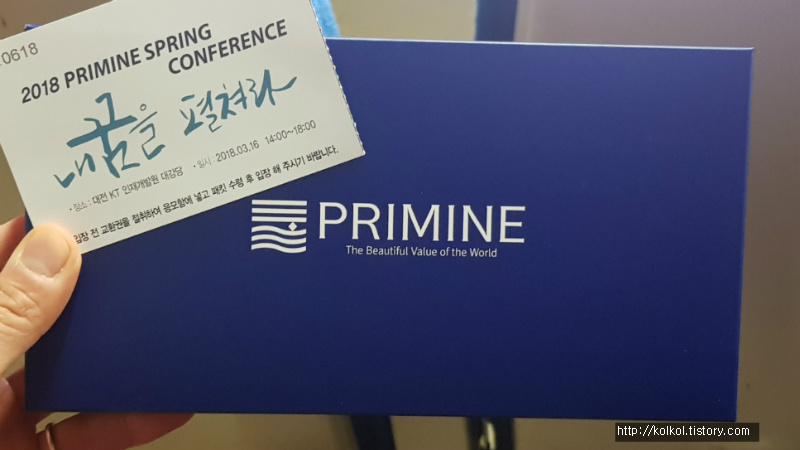 0618
2018 PRIMINE SPRING
CONFERENCE
내 꿈을 펼쳐라
• 장소 : 대전 KT 인재개발원 대강당 • 일시 : 2018.03.16 14:00~18:00
입장 전 교환권을 절취하여 응모함에 넣고 패킷 수령 후 입장 해 주시기 바랍니다.
PRIMINE
The Beautiful Value of the World
http://kolkol.tistory.com